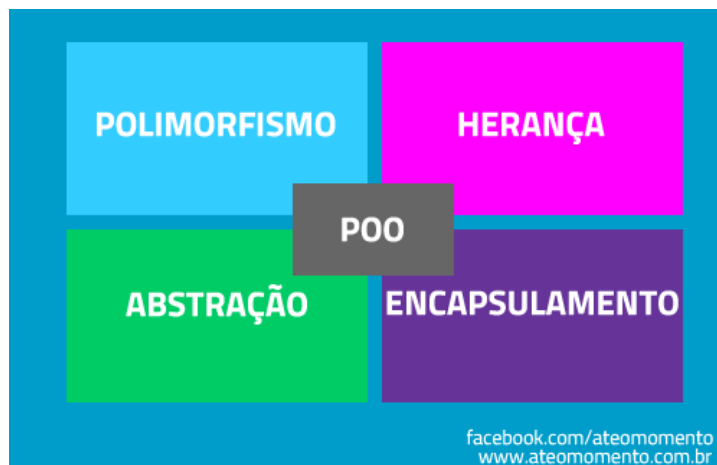 POLIMORFISMO
HERANÇA
POO
ABSTRAÇÃO
ENCAPSULAMENTO
facebook.com/ateomomento
www.ateomomento.com.br